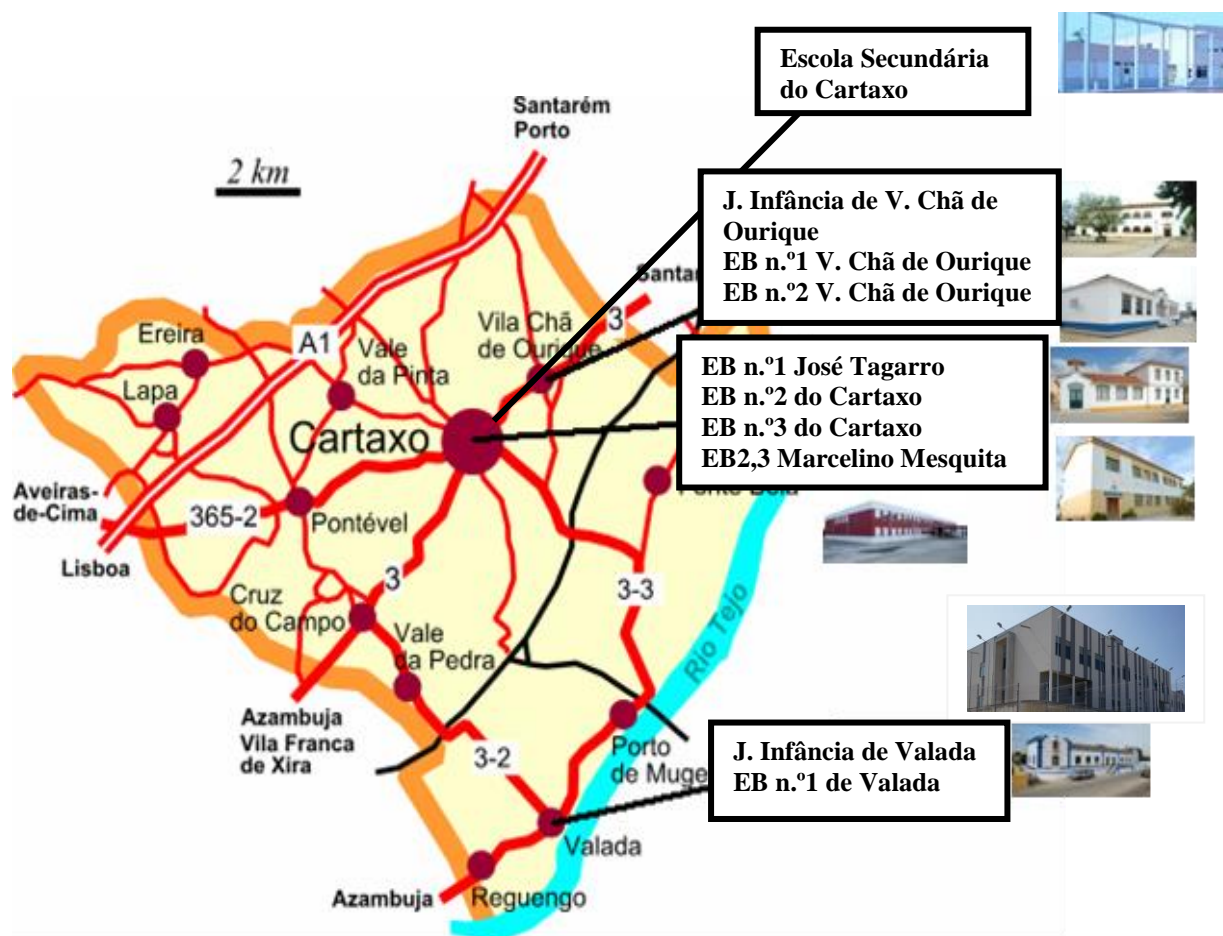 Escola Secundária
do Cartaxo
Santarém
Porto
2 km
J. Infância de V. Chã de
Ourique
EB n.º1 V. Chã de Ourique
EB n.º2 V. Chã de Ourique
3
Vila Chã
de Ourique
A1
Ereira
Vale
da Pinta
Lapa
EB n.º1 José Tagarro
EB n.º2 do Cartaxo
EB n.º3 do Cartaxo
EB2,3 Marcelino Mesquita
Cartaxo
Aveiras-
de-Cima
365-2
Pontével
Lisboa
3
3-3
Cruz
do Campo
Vale
da Pedra
Rio Tejo
Azambuja
Vila Franca
de Xira
3-2
Porto
de Muge
J. Infância de Valada
EB n.º1 de Valada
Valada
Azambuja
Reguengo